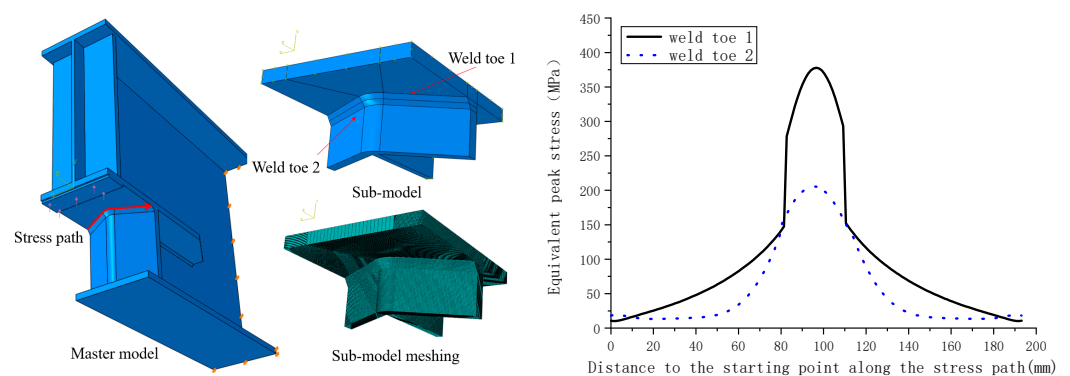 Weld toe 1
Weld toe 2
Sub-model
Stress path
Master model
Sub-model meshing
weld toe 1
weld toe 2
Equivalent peak stress (MPa)
450
400
350
300
250
200
150
100
50
0
0 20 40 60 80 100 120 140 160 180 200
Distance to the starting point along the stress path(mm)